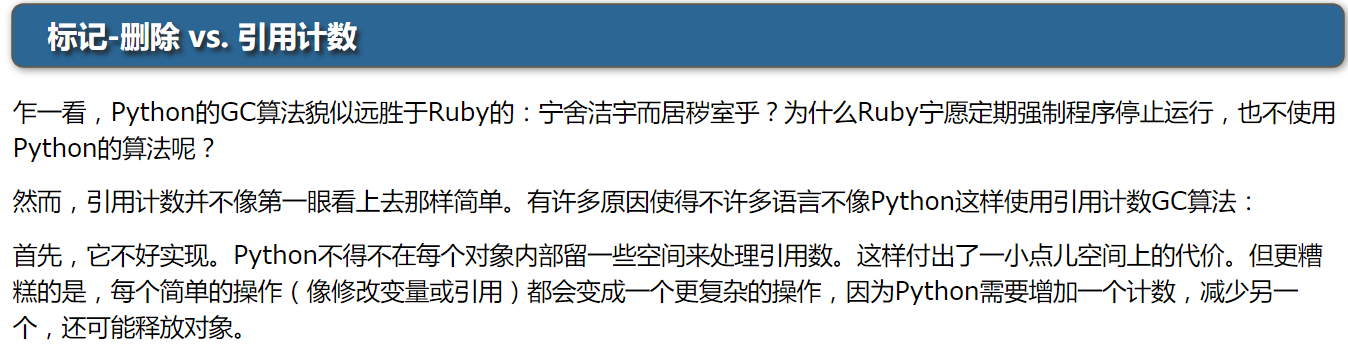 标记-删除 vs. 引用计数
乍一看，Python的GC算法貌似远胜于Ruby的：宁舍洁宇而居秽室乎？为什么Ruby宁愿定期强制程序停止运行，也不使用
Python的算法呢？
然而，引用计数并不像第一眼看上去那样简单。有许多原因使得不许多语言不像Python这样使用引用计数GC算法：
首先，它不好实现。Python不得不在每个对象内部留一些空间来处理引用数。这样付出了一小点儿空间上的代价。但更糟
糕的是，每个简单的操作（像修改变量或引用）都会变成一个更复杂的操作，因为Python需要增加一个计数，减少另一
个，还可能释放对象。